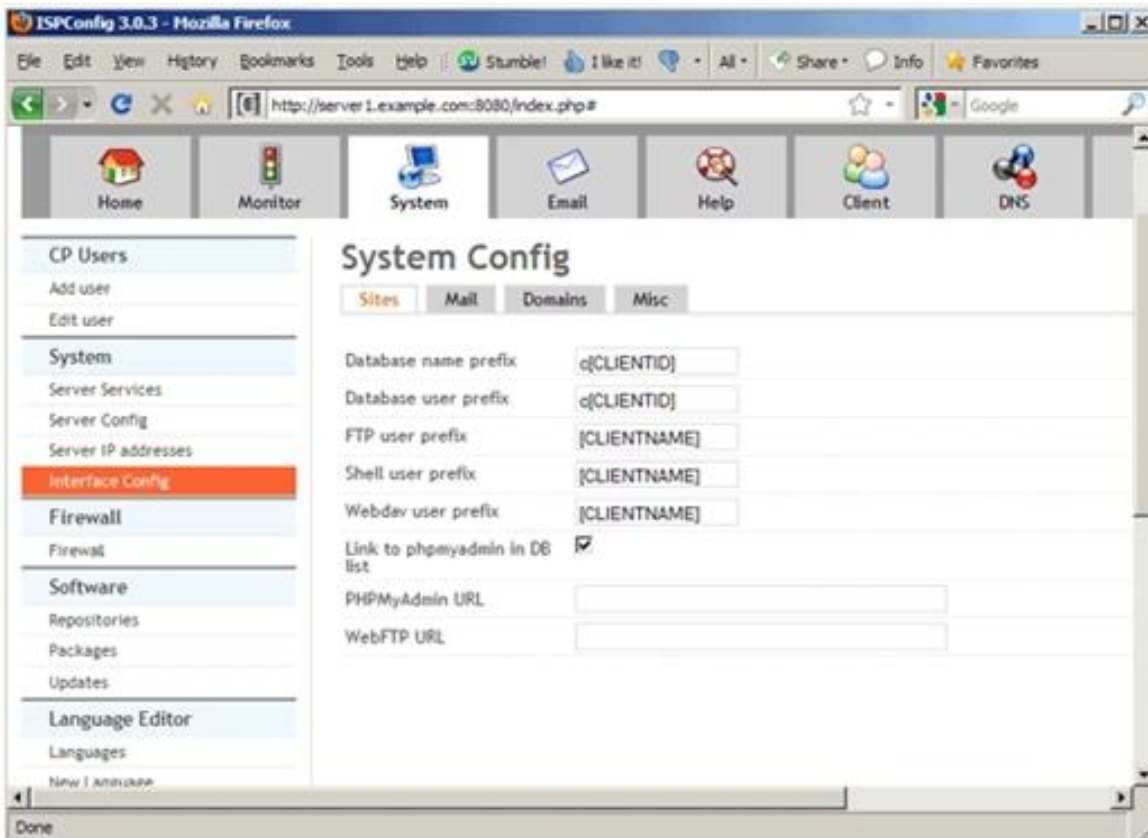 ISPConfig 3.0.3 - Mozilla Firefox
File Edit View History Bookmarks Tools Help Stumble! I like it! All Share Info Favorites
http://server1.example.com:8080/index.php# Google
Home Monitor System Email Help Client DNS
CP Users
Add user
Edit user
System
Server Services
Server Config
Server IP addresses
Interface Config
Firewall
Firewall
Software
Repositories
Packages
Updates
Language Editor
Languages
New Language
System Config
Sites Mail Domains Misc
Database name prefix c[CLIENTID]
Database user prefix c[CLIENTID]
FTP user prefix [CLIENTNAME]
Shell user prefix [CLIENTNAME]
Webdav user prefix [CLIENTNAME]
Link to phpmyadmin in DB
list
PHPMyAdmin URL
WebFTP URL
Done